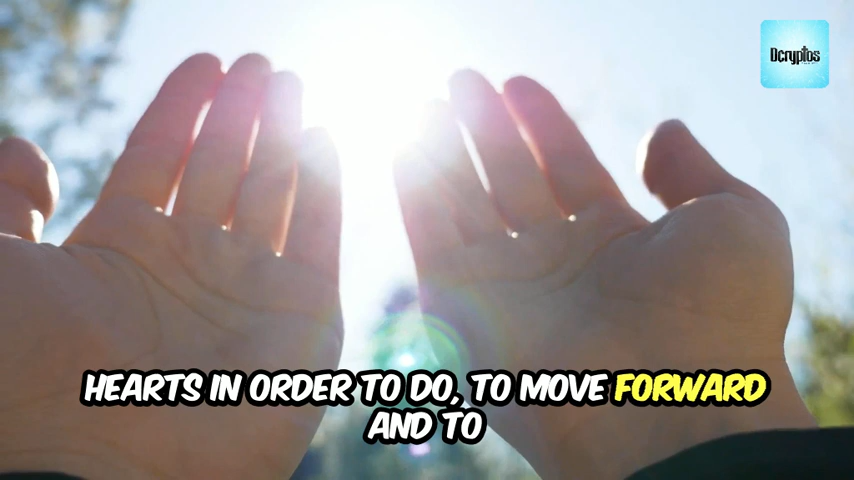 Dcryptos
HEARTS IN ORDER TO DO, TO MOVE FORWARD
AND TO